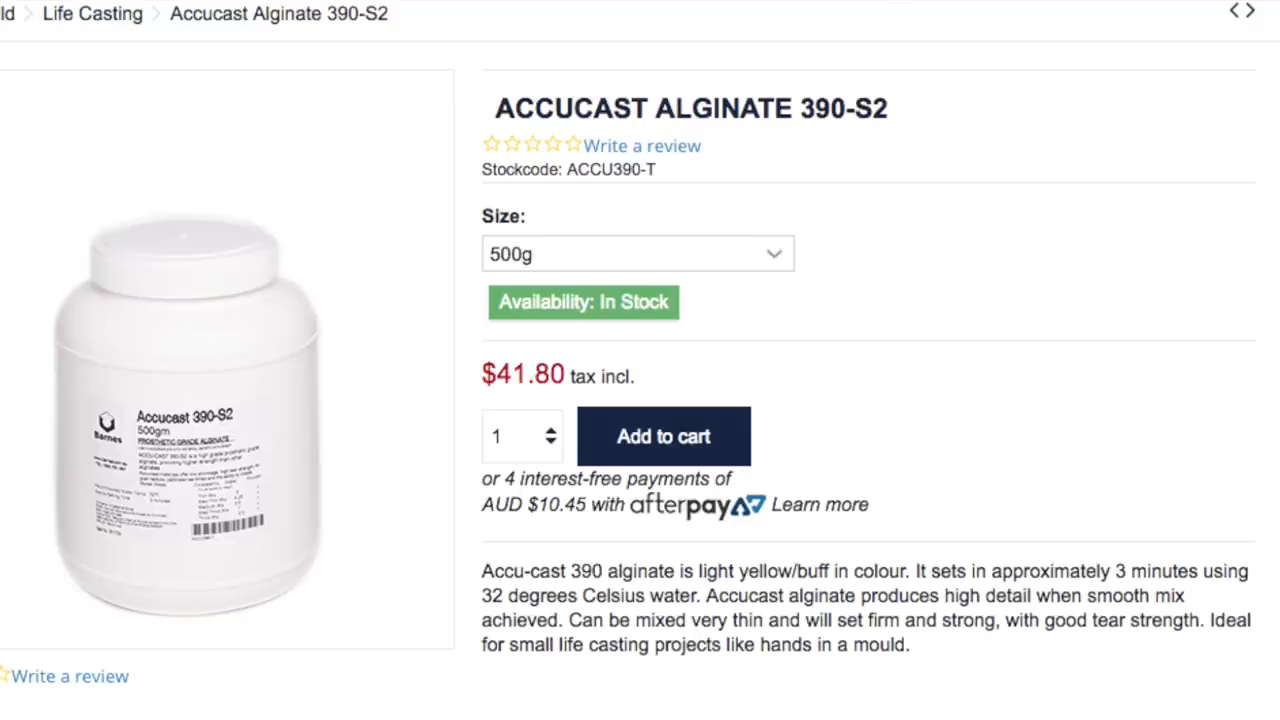 ld > Life Casting > Accucast Alginate 390-S2
ACCUCAST ALGINATE 390-S2
Write a review
Stockcode: ACCU390-T
Size:
500g
Availability: In Stock
$41.80 tax incl.
1
Add to cart
or 4 interest-free payments of
AUD $10.45 with afterpay Learn more
Accu-cast 390 alginate is light yellow/buff in colour. It sets in approximately 3 minutes using
32 degrees Celsius water. Accucast alginate produces high detail when smooth mix
achieved. Can be mixed very thin and will set firm and strong, with good tear strength. Ideal
for small life casting projects like hands in a mould.
Barnes
Accucast 390-S2
500gm
PROSTHETIC GRADE ALGINATE
Write a review